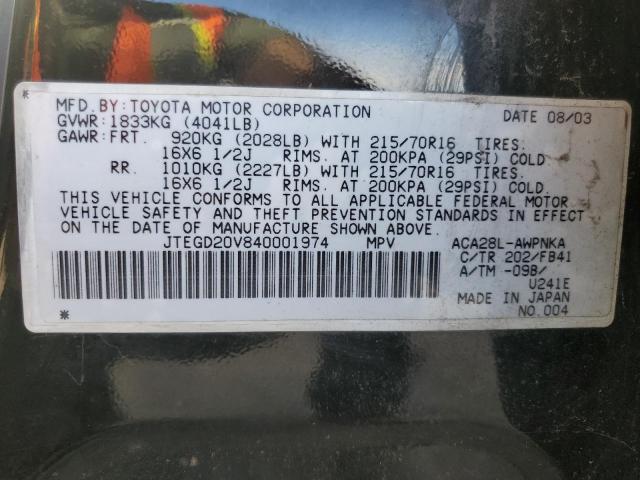 MFD.BY:TOYOTA MOTOR CORPORATION DATE 08/03
GVWR:1833KG (4041LB)
GAWR:FRT. 920KG (2028LB) WITH 215/70R16 TIRES.
16X6 1/2J RIMS. AT 200KPA (29PSI) COLD
RR. 1010KG (2227LB) WITH 215/70R16 TIRES.
16X6 1/2J RIMS. AT 200KPA (29PSI) COLD
THIS VEHICLE CONFORMS TO ALL APPLICABLE FEDERAL MOTOR
VEHICLE SAFETY AND THEFT PREVENTION STANDARDS IN EFFECT
ON THE DATE OF MANUFACTURE SHOWN ABOVE.
JTEGD20V840001974 MPV ACA28L-AWPNKA
C/TR 202/FB41
A/TM -09B/
U241E
MADE IN JAPAN
NO.004